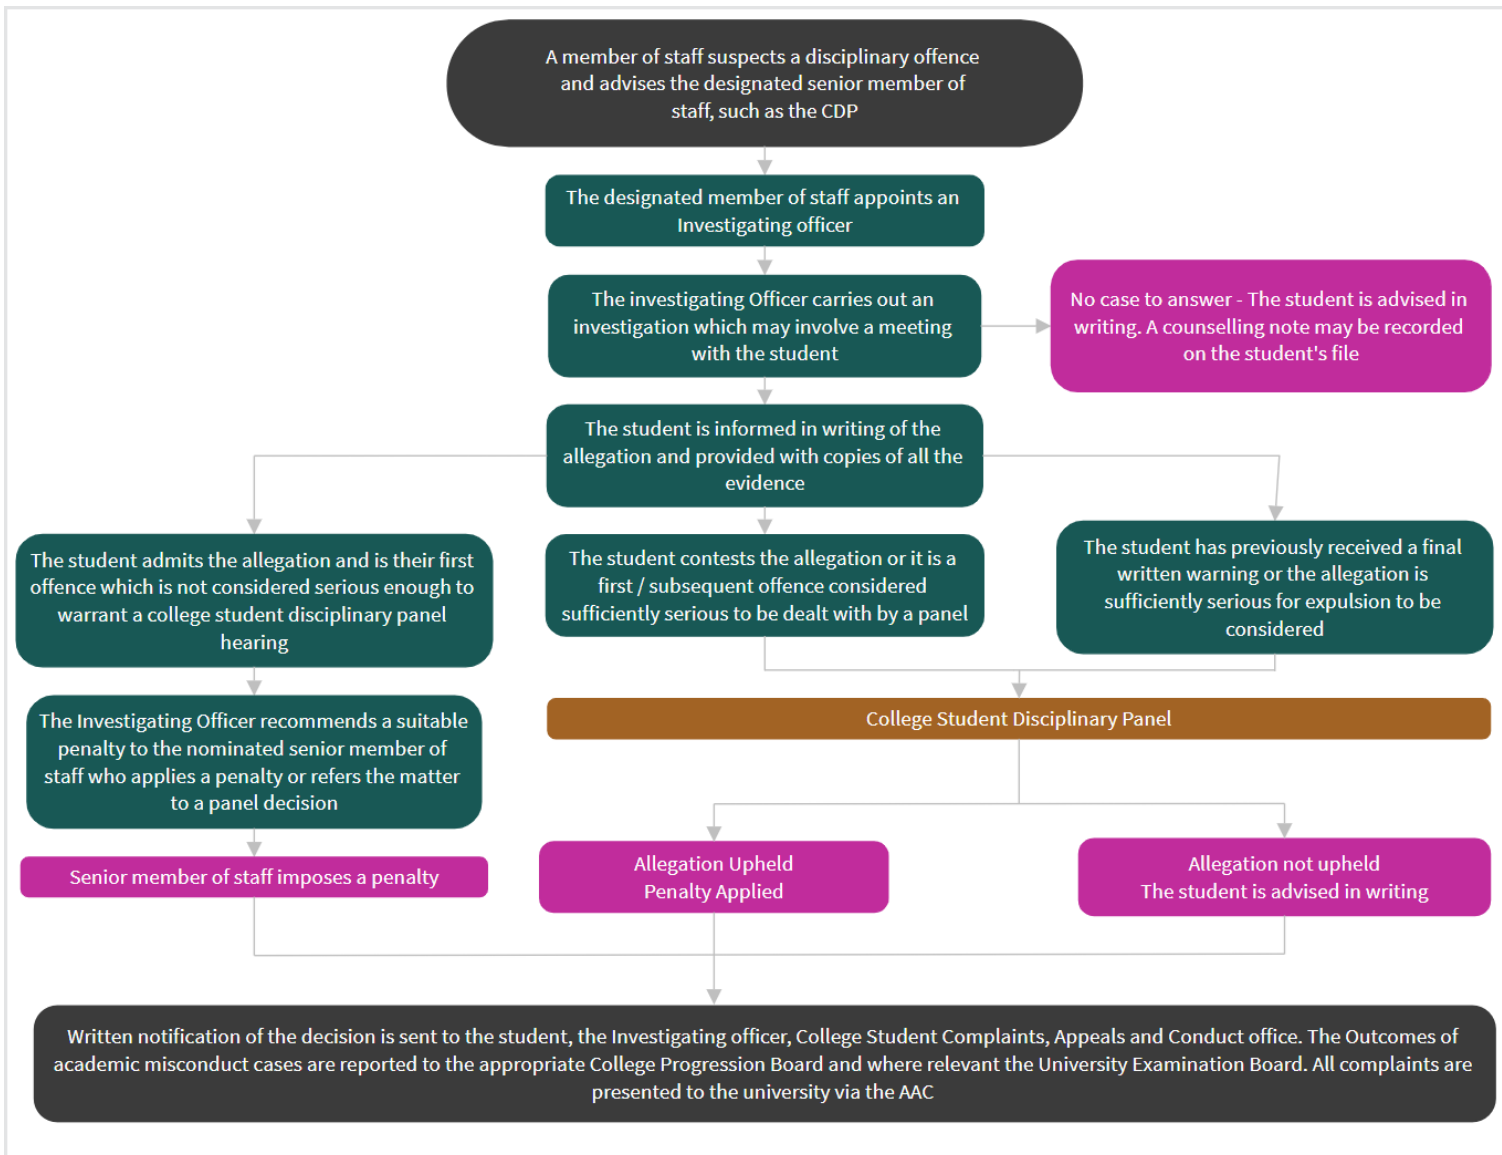 A member of staff suspects a disciplinary offence
and advises the designated senior member of
staff, such as the CDP
The designated member of staff appoints an
Investigating officer
The investigating Officer carries out an
investigation which may involve a meeting
with the student
No case to answer - The student is advised in
writing. A counselling note may be recorded
on the student's file
The student is informed in writing of the
allegation and provided with copies of all the
evidence
The student admits the allegation and is their first
offence which is not considered serious enough to
warrant a college student disciplinary panel
hearing
The student contests the allegation or it is a
first / subsequent offence considered
sufficiently serious to be dealt with by a panel
The student has previously received a final
written warning or the allegation is
sufficiently serious for expulsion to be
considered
The Investigating Officer recommends a suitable
penalty to the nominated senior member of
staff who applies a penalty or refers the matter
to a panel decision
College Student Disciplinary Panel
Senior member of staff imposes a penalty
Allegation Upheld
Penalty Applied
Allegation not upheld
The student is advised in writing
Written notification of the decision is sent to the student, the Investigating officer, College Student Complaints, Appeals and Conduct office. The Outcomes of
academic misconduct cases are reported to the appropriate College Progression Board and where relevant the University Examination Board. All complaints are
presented to the university via the AAC